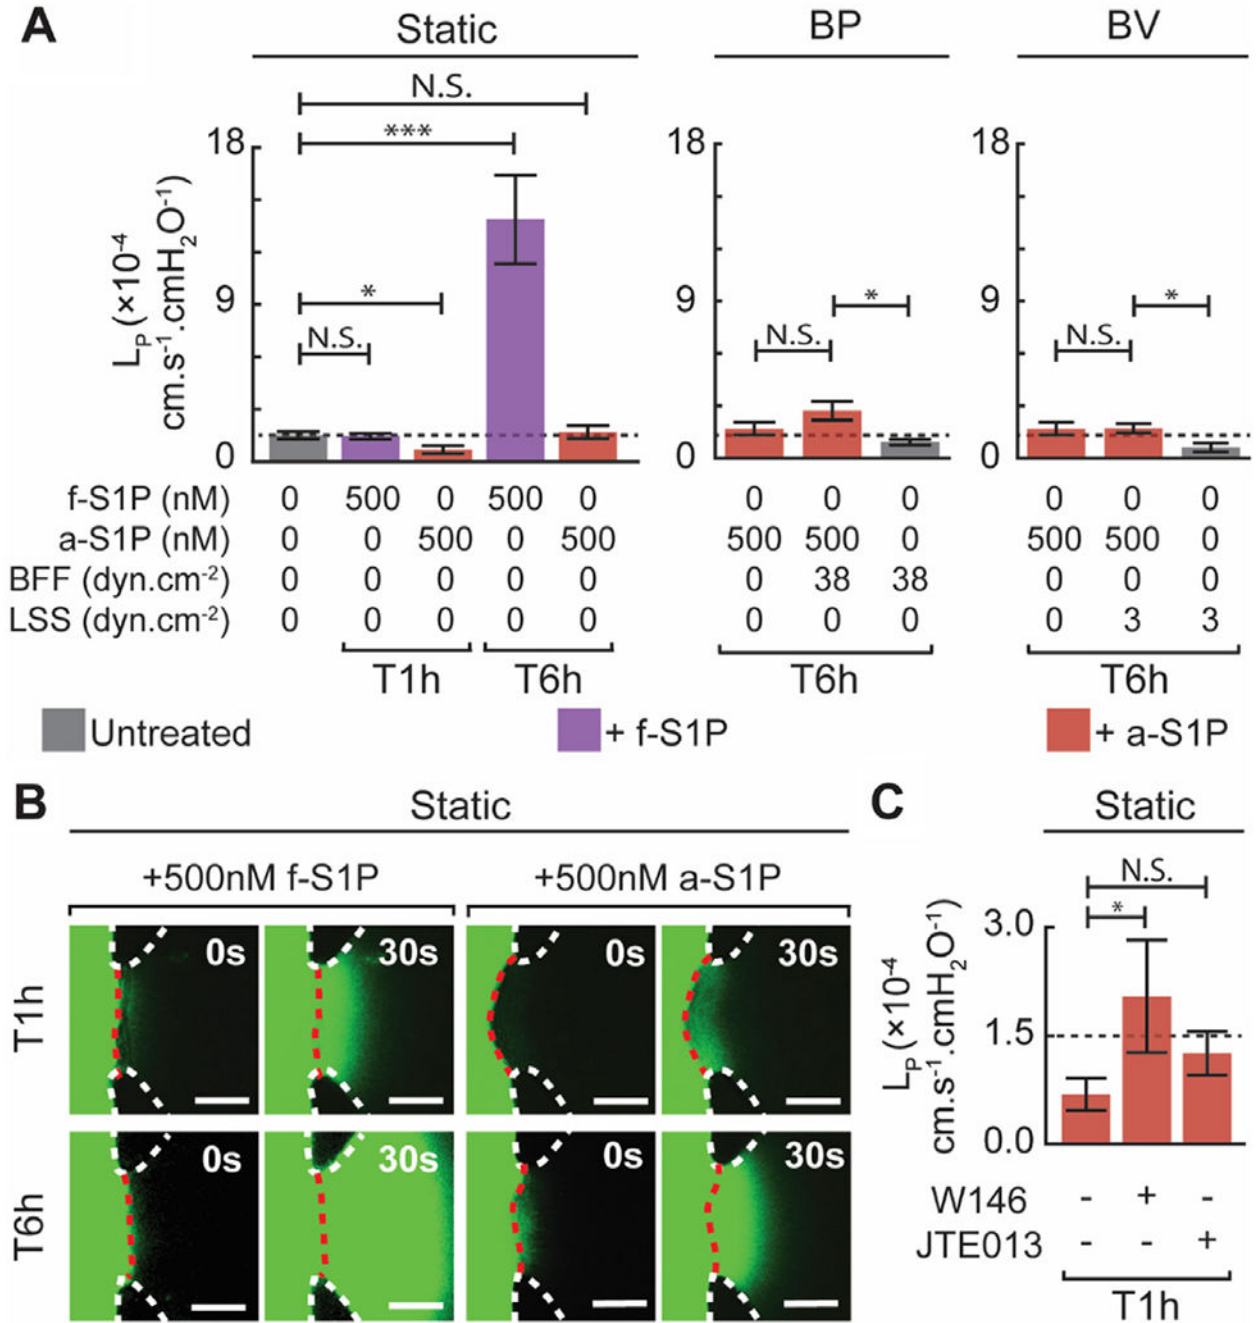 A
Static
BP
BV
N.S.
***
*
N.S.
N.S.
*
N.S.
*
18
9
0
18
9
0
18
9
0
L_P (×10⁻⁴
cm.s⁻¹.cmH₂O⁻¹)
f-S1P (nM) 0 500 0 500 0 0 0 0 0 0 0
a-S1P (nM) 0 0 500 0 500 500 500 0 500 500 0
BFF (dyn.cm⁻²) 0 0 0 0 0 0 38 38 0 0 0
LSS (dyn.cm⁻²) 0 0 0 0 0 0 0 0 0 3 3
T1h T6h T6h T6h
Untreated + f-S1P + a-S1P
B
Static
+500nM f-S1P +500nM a-S1P
T1h
0s 30s 0s 30s
T6h
0s 30s 0s 30s
C
Static
N.S.
*
3.0
1.5
0.0
L_P (×10⁻⁴
cm.s⁻¹.cmH₂O⁻¹)
W146 - + -
JTE013 - - +
T1h